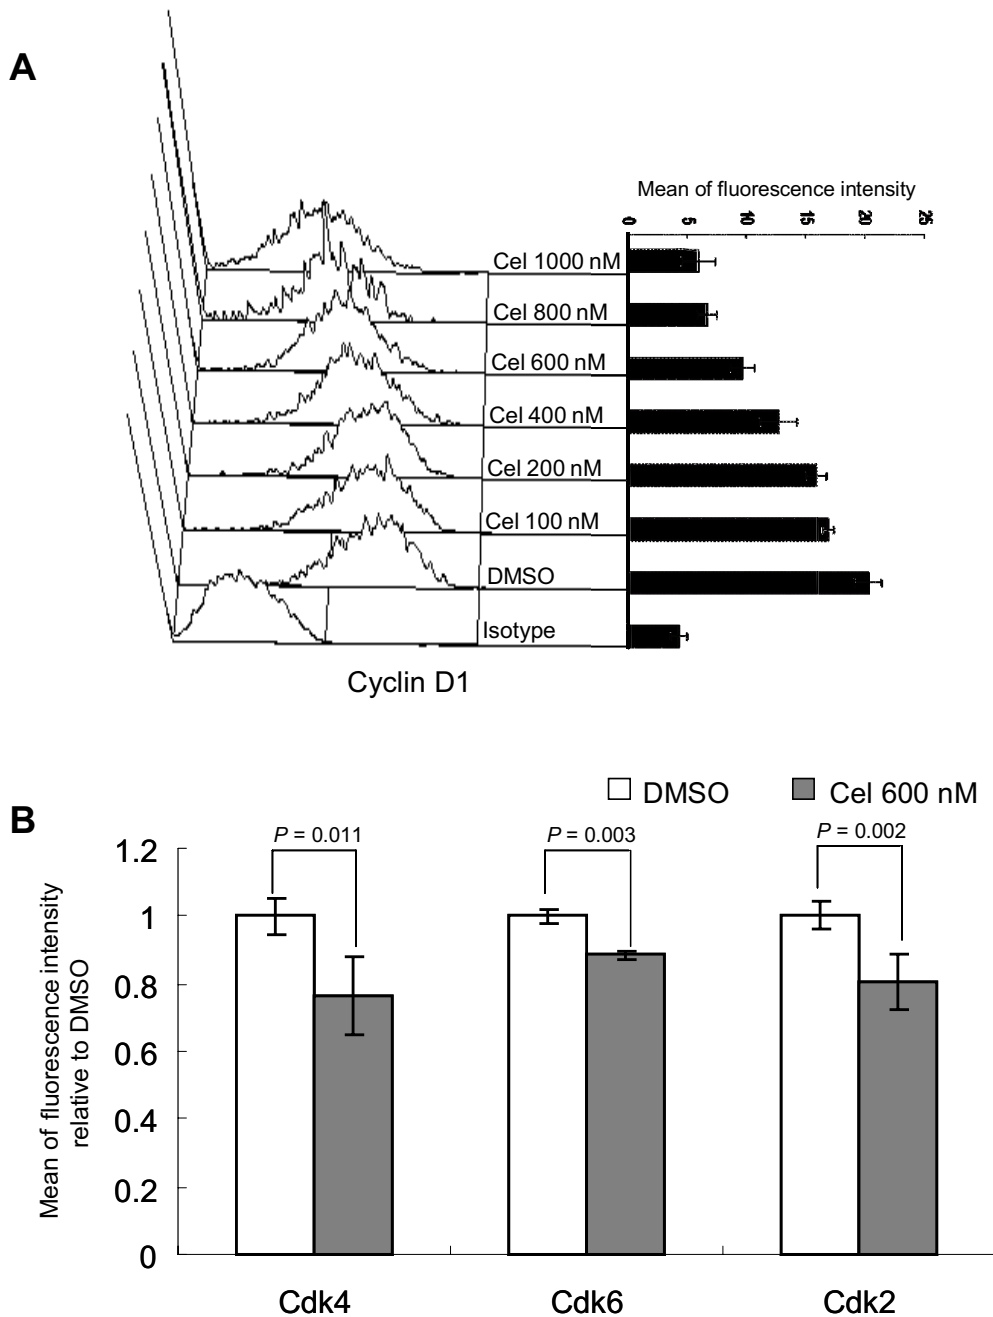 A
Mean of fluorescence intensity
0 5 10 15 20 25
Cel 1000 nM
Cel 800 nM
Cel 600 nM
Cel 400 nM
Cel 200 nM
Cel 100 nM
DMSO
Isotype
Cyclin D1
DMSO Cel 600 nM
B
P = 0.011 P = 0.003 P = 0.002
Mean of fluorescence intensity
relative to DMSO
1.2
1
0.8
0.6
0.4
0.2
0
Cdk4 Cdk6 Cdk2